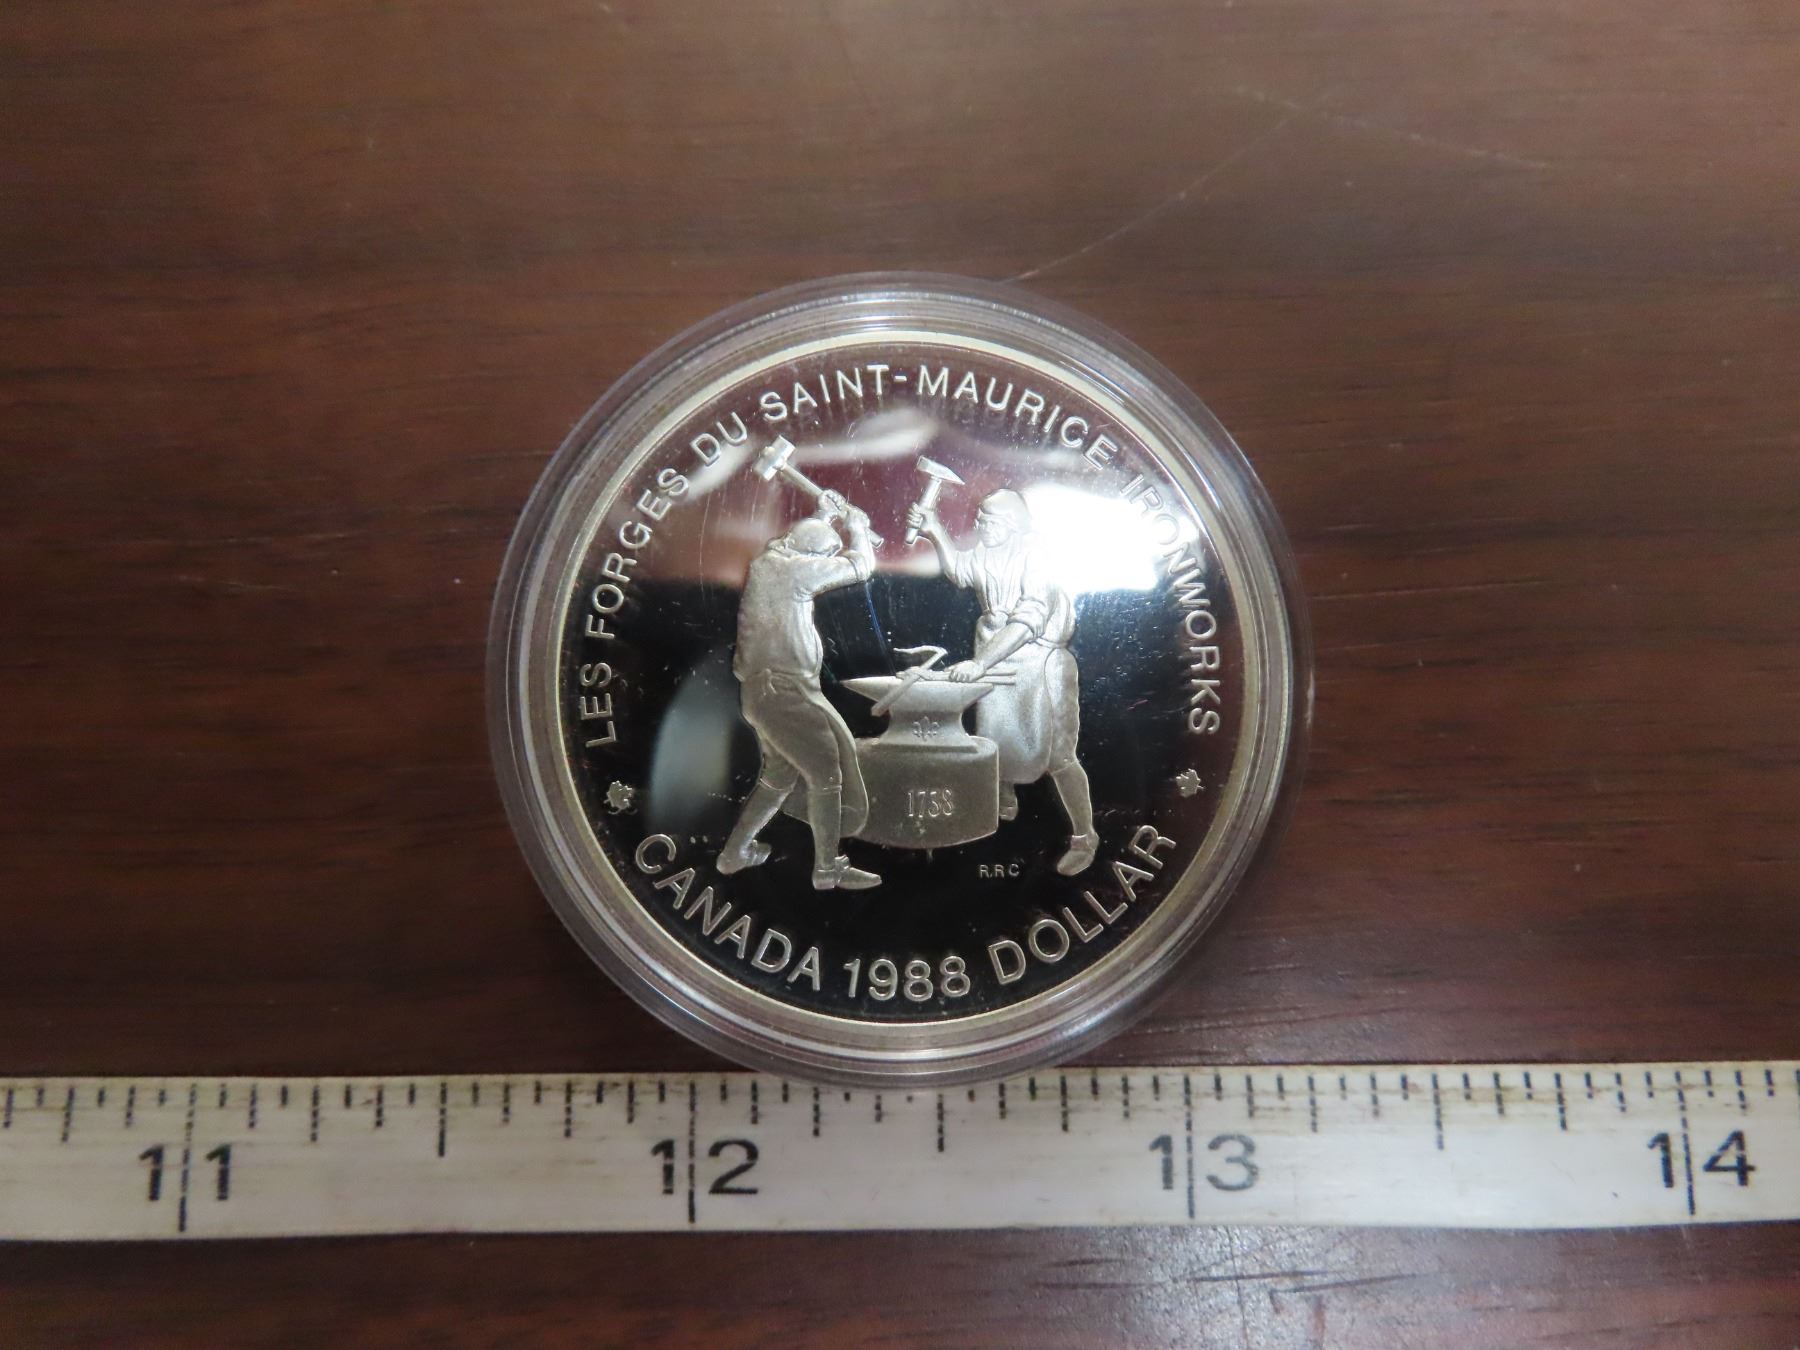 LES FORGES DU SAINT-MAURICE IRONWORKS
1738
R.R.C
CANADA 1988 DOLLAR
11 12 13 14